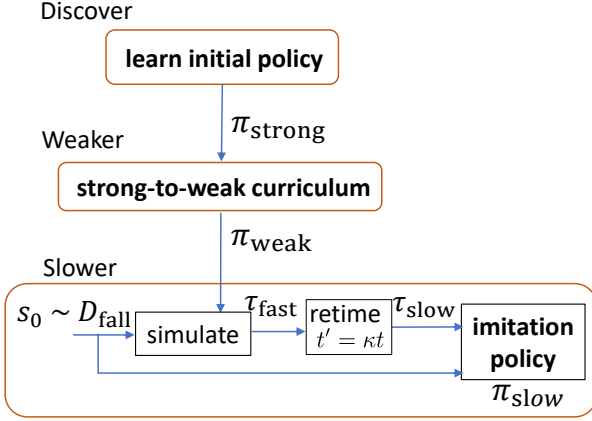 Discover
learn initial policy
π_strong
Weaker
strong-to-weak curriculum
π_weak
Slower
s₀ ~ D_fall
simulate
τ_fast
retime
t′ = κt
τ_slow
imitation
policy
π_slow